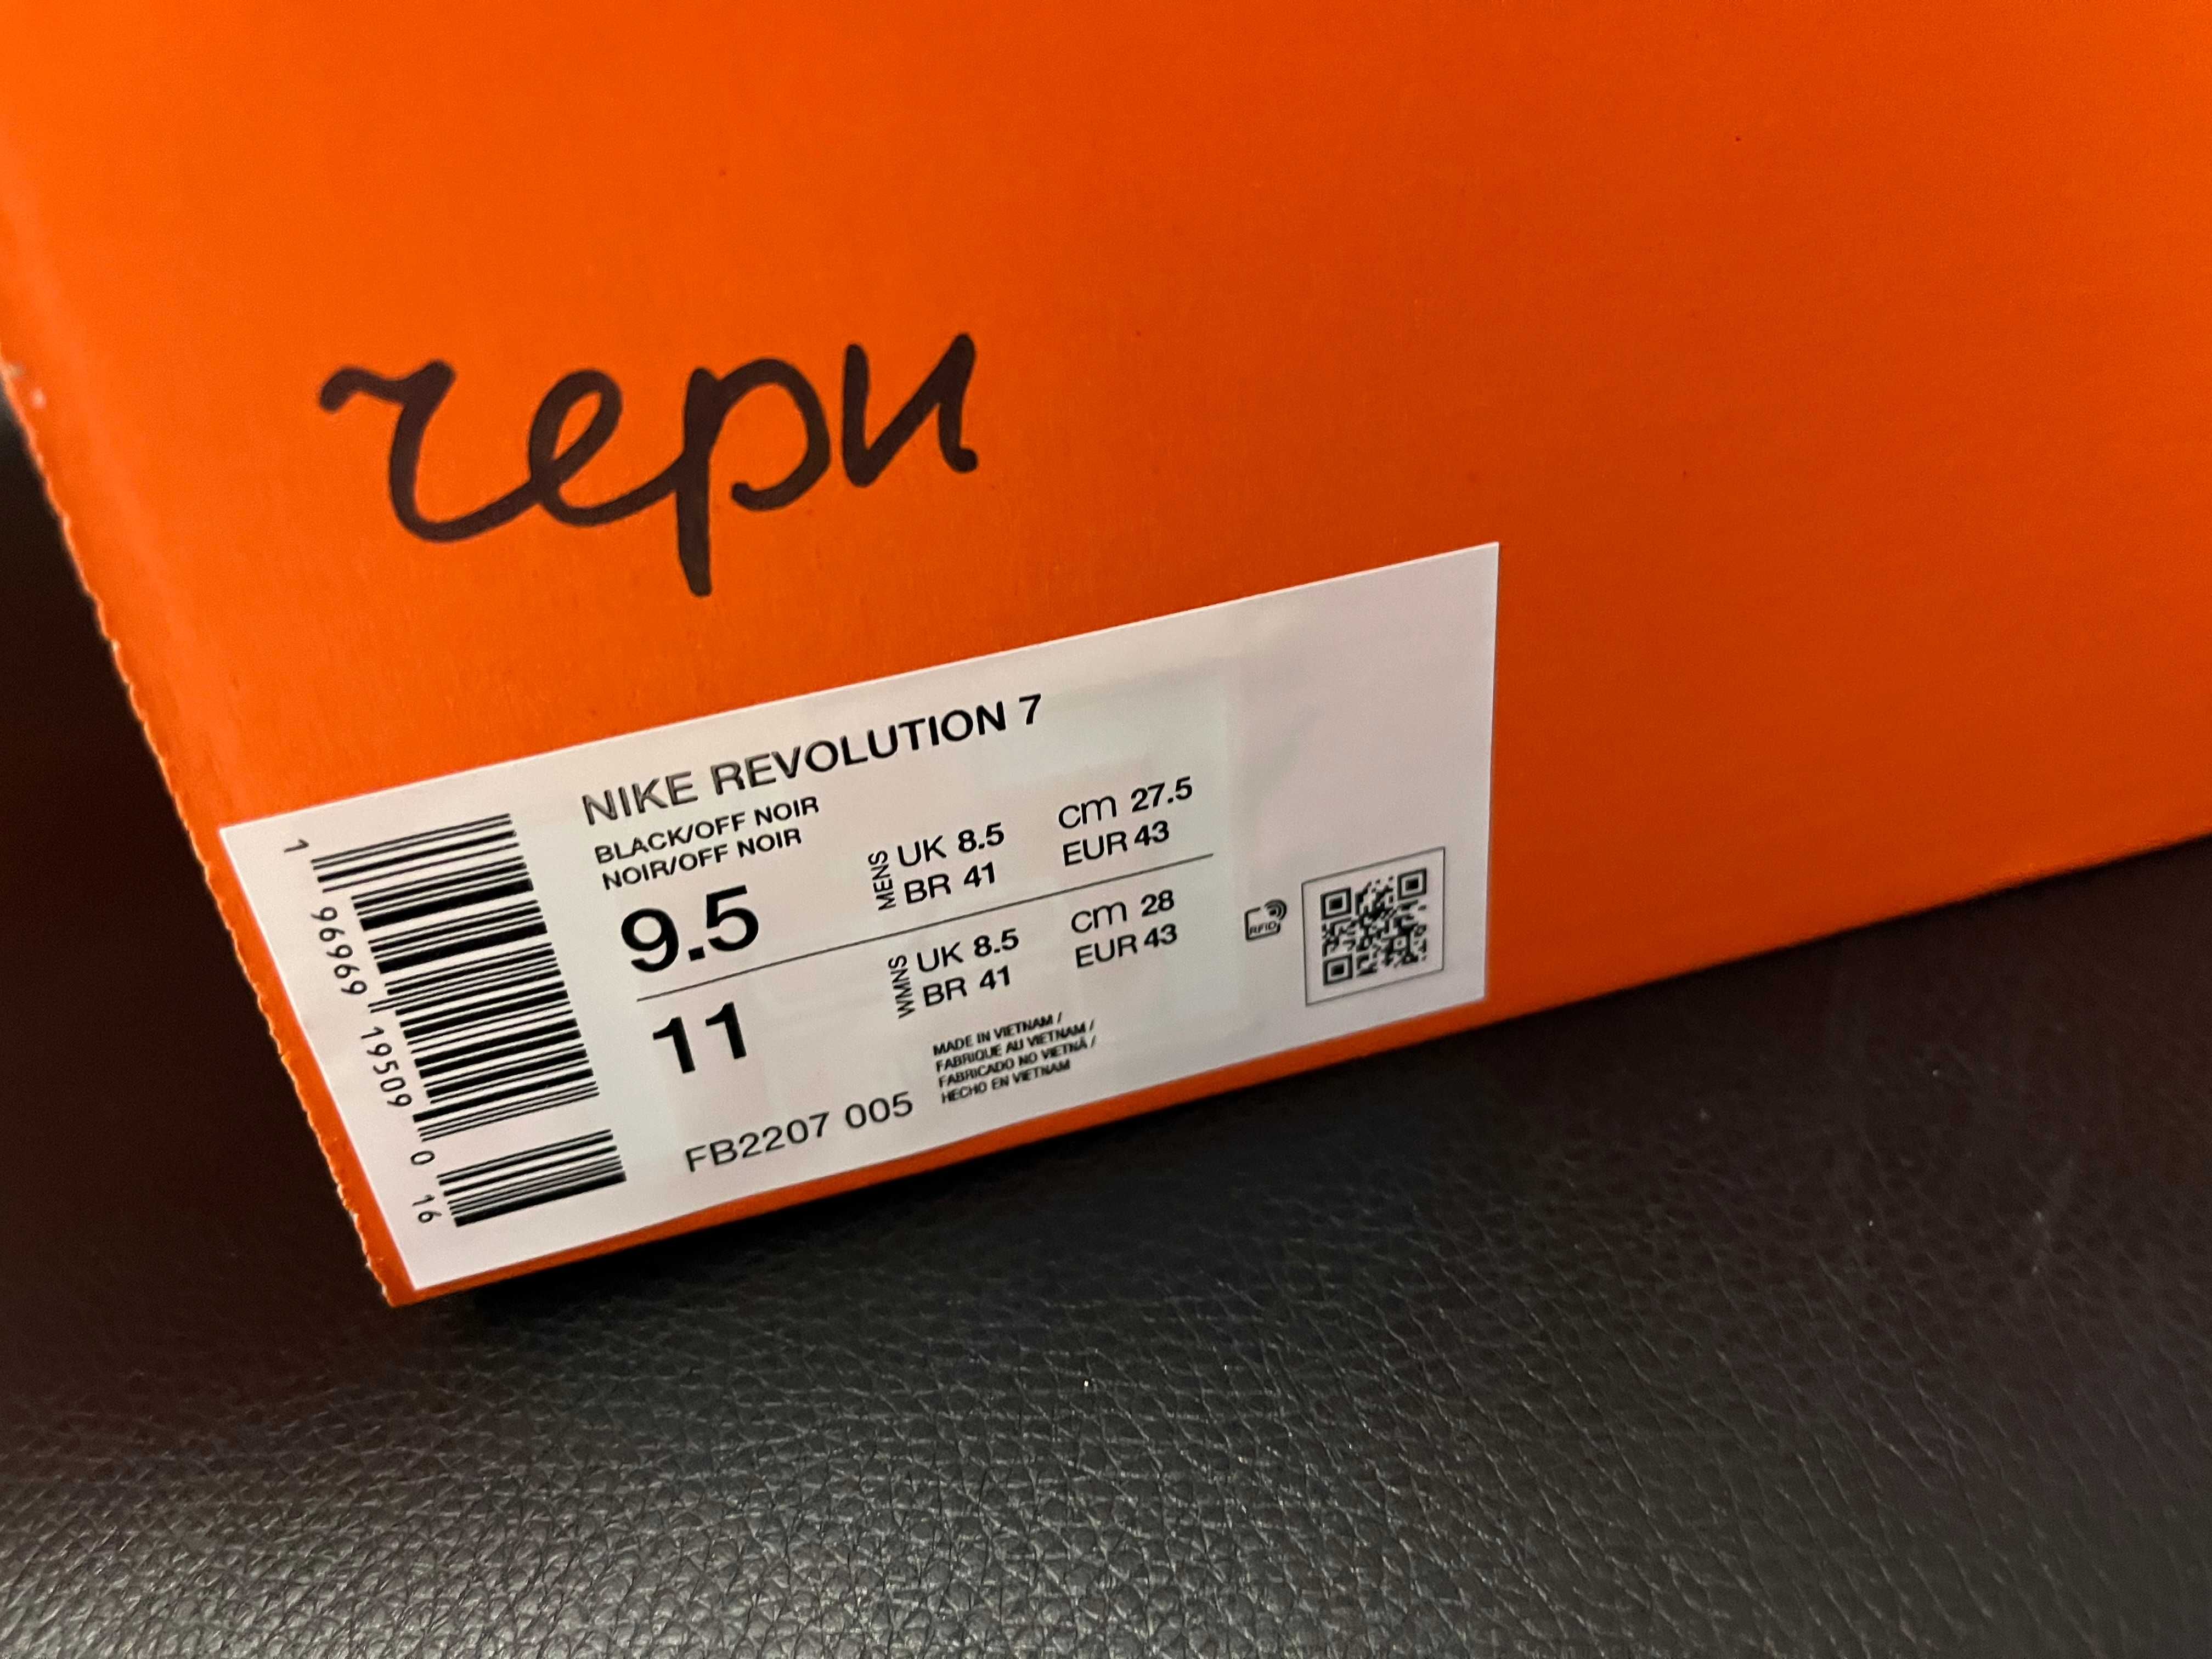 чери
NIKE REVOLUTION 7
BLACK/OFF NOIR
NOIR/OFF NOIR
9.5
MENS
UK 8.5
cm 27.5
BR 41
EUR 43
11
WMNS
UK 8.5
cm 28
BR 41
EUR 43
RFID
MADE IN VIETNAM /
FABRIQUE AU VIETNAM /
FABRICADO NO VIETNÃ /
HECHO EN VIETNAM
FB2207 005
1 96969 19509 0 16